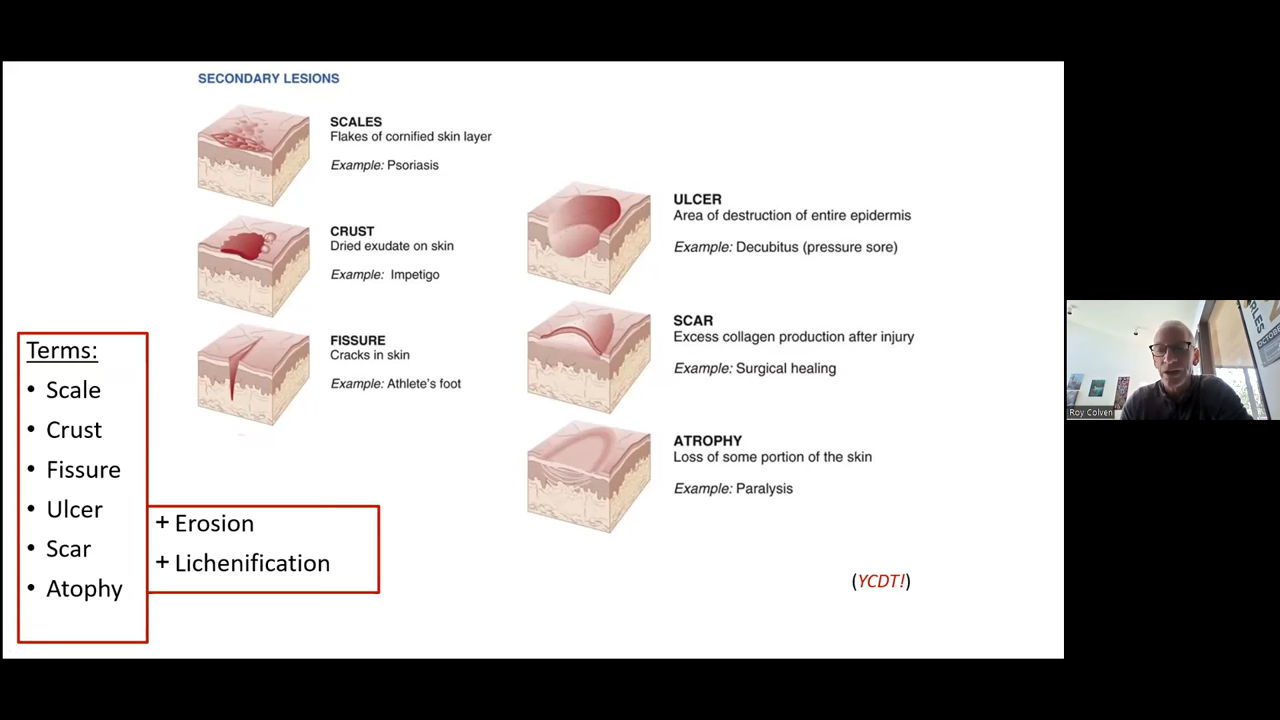 SECONDARY LESIONS
SCALES
Flakes of cornified skin layer
Example: Psoriasis
CRUST
Dried exudate on skin
Example: Impetigo
FISSURE
Cracks in skin
Example: Athlete's foot
ULCER
Area of destruction of entire epidermis
Example: Decubitus (pressure sore)
SCAR
Excess collagen production after injury
Example: Surgical healing
ATROPHY
Loss of some portion of the skin
Example: Paralysis
Terms:
• Scale
• Crust
• Fissure
• Ulcer
• Scar
• Atophy
+ Erosion
+ Lichenification
(YCDT!)
Roy Colven